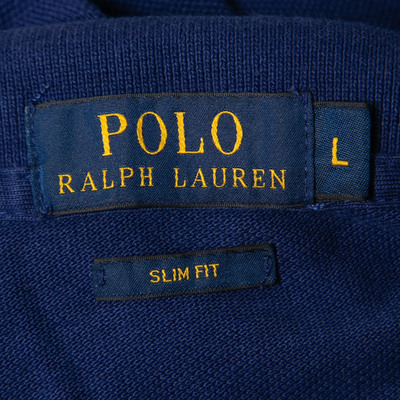 POLO
RALPH LAUREN
L
SLIM FIT